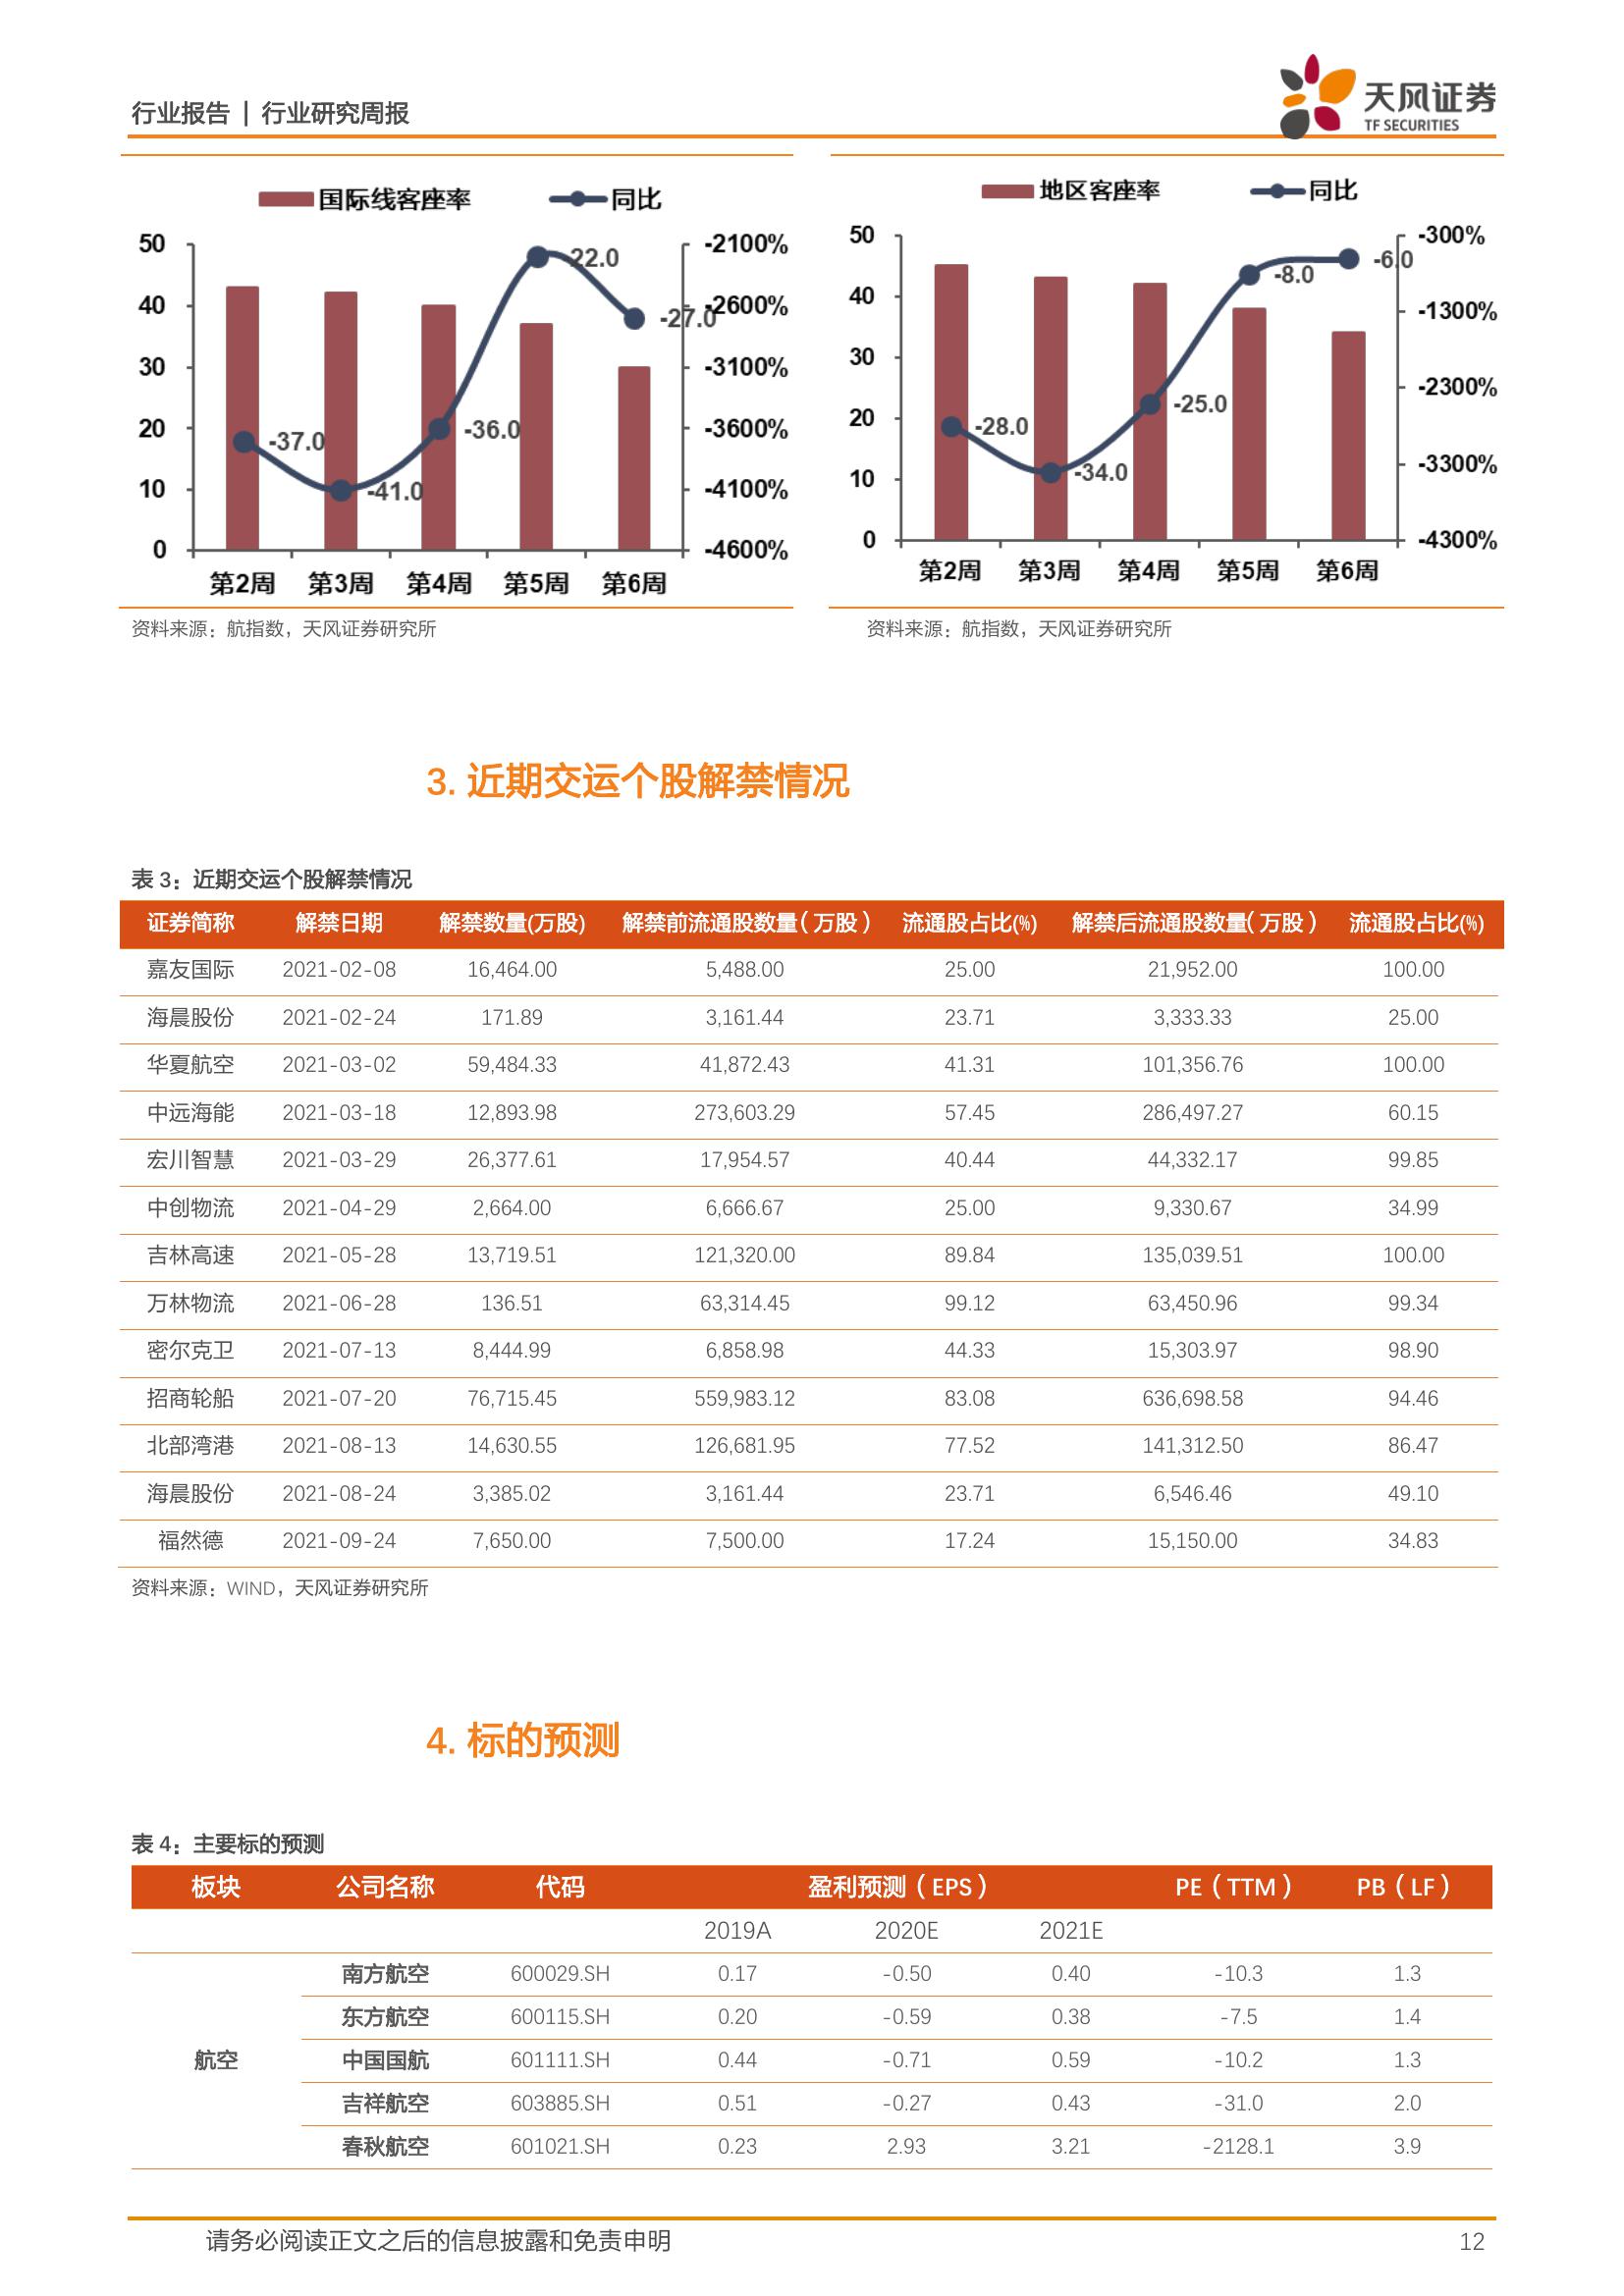 行业报告 | 行业研究周报
天风证券
TF SECURITIES
国际线客座率 同比
50 40 30 20 10 0
-2100% -2600% -3100% -3600% -4100% -4600%
-37.0 -41.0 -36.0 -22.0 -27.0
第2周 第3周 第4周 第5周 第6周
资料来源：航指数，天风证券研究所
地区客座率 同比
50 40 30 20 10 0
-300% -1300% -2300% -3300% -4300%
-28.0 -34.0 -25.0 -8.0 -6.0
第2周 第3周 第4周 第5周 第6周
资料来源：航指数，天风证券研究所
3. 近期交运个股解禁情况
表 3：近期交运个股解禁情况
证券简称 解禁日期 解禁数量(万股) 解禁前流通股数量（万股） 流通股占比(%) 解禁后流通股数量（万股） 流通股占比(%)
嘉友国际 2021-02-08 16,464.00 5,488.00 25.00 21,952.00 100.00
海晨股份 2021-02-24 171.89 3,161.44 23.71 3,333.33 25.00
华夏航空 2021-03-02 59,484.33 41,872.43 41.31 101,356.76 100.00
中远海能 2021-03-18 12,893.98 273,603.29 57.45 286,497.27 60.15
宏川智慧 2021-03-29 26,377.61 17,954.57 40.44 44,332.17 99.85
中创物流 2021-04-29 2,664.00 6,666.67 25.00 9,330.67 34.99
吉林高速 2021-05-28 13,719.51 121,320.00 89.84 135,039.51 100.00
万林物流 2021-06-28 136.51 63,314.45 99.12 63,450.96 99.34
密尔克卫 2021-07-13 8,444.99 6,858.98 44.33 15,303.97 98.90
招商轮船 2021-07-20 76,715.45 559,983.12 83.08 636,698.58 94.46
北部湾港 2021-08-13 14,630.55 126,681.95 77.52 141,312.50 86.47
海晨股份 2021-08-24 3,385.02 3,161.44 23.71 6,546.46 49.10
福然德 2021-09-24 7,650.00 7,500.00 17.24 15,150.00 34.83
资料来源：WIND，天风证券研究所
4. 标的预测
表 4：主要标的预测
板块 公司名称 代码 盈利预测（EPS） PE（TTM） PB（LF）
2019A 2020E 2021E
航空
南方航空 600029.SH 0.17 -0.50 0.40 -10.3 1.3
东方航空 600115.SH 0.20 -0.59 0.38 -7.5 1.4
中国国航 601111.SH 0.44 -0.71 0.59 -10.2 1.3
吉祥航空 603885.SH 0.51 -0.27 0.43 -31.0 2.0
春秋航空 601021.SH 0.23 2.93 3.21 -2128.1 3.9
请务必阅读正文之后的信息披露和免责申明 12